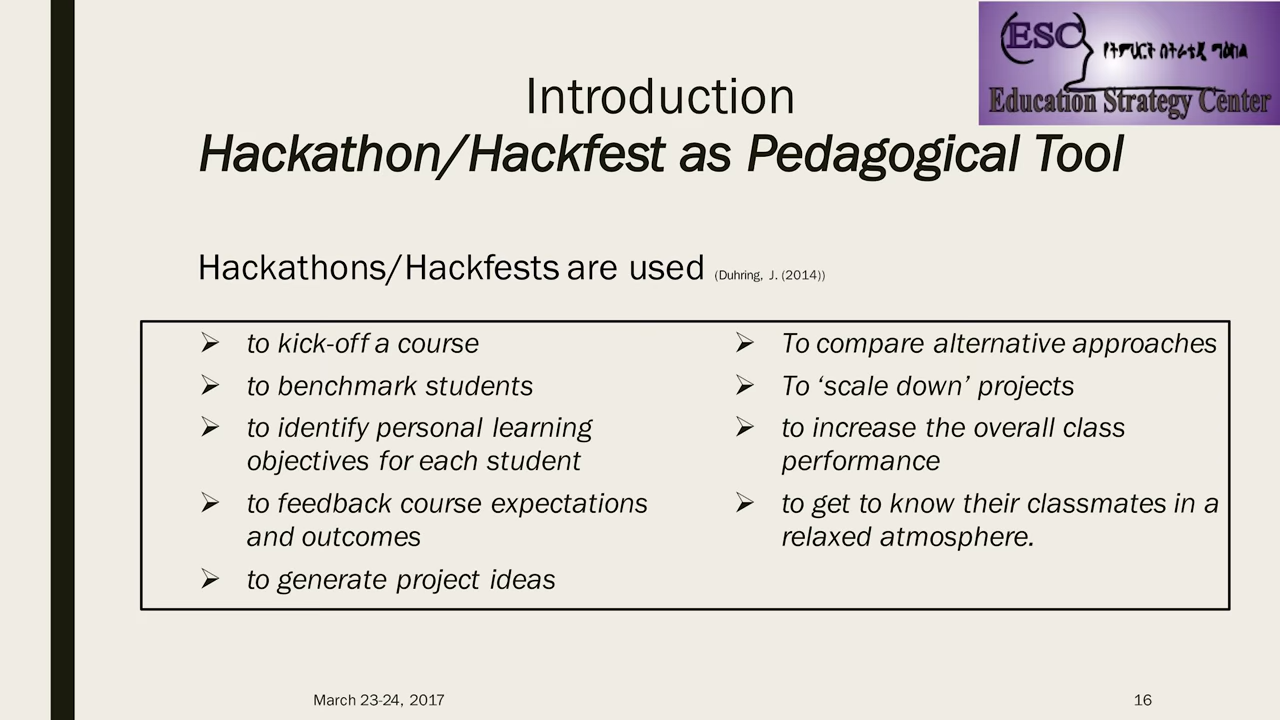 ESC
የትምህርት ስትራቴጂ ማዕከል
Education Strategy Center
Introduction
Hackathon/Hackfest as Pedagogical Tool
Hackathons/Hackfests are used (Duhring, J. (2014))
to kick-off a course
to benchmark students
to identify personal learning
objectives for each student
to feedback course expectations
and outcomes
to generate project ideas
To compare alternative approaches
To ‘scale down’ projects
to increase the overall class
performance
to get to know their classmates in a
relaxed atmosphere.
March 23-24, 2017
16